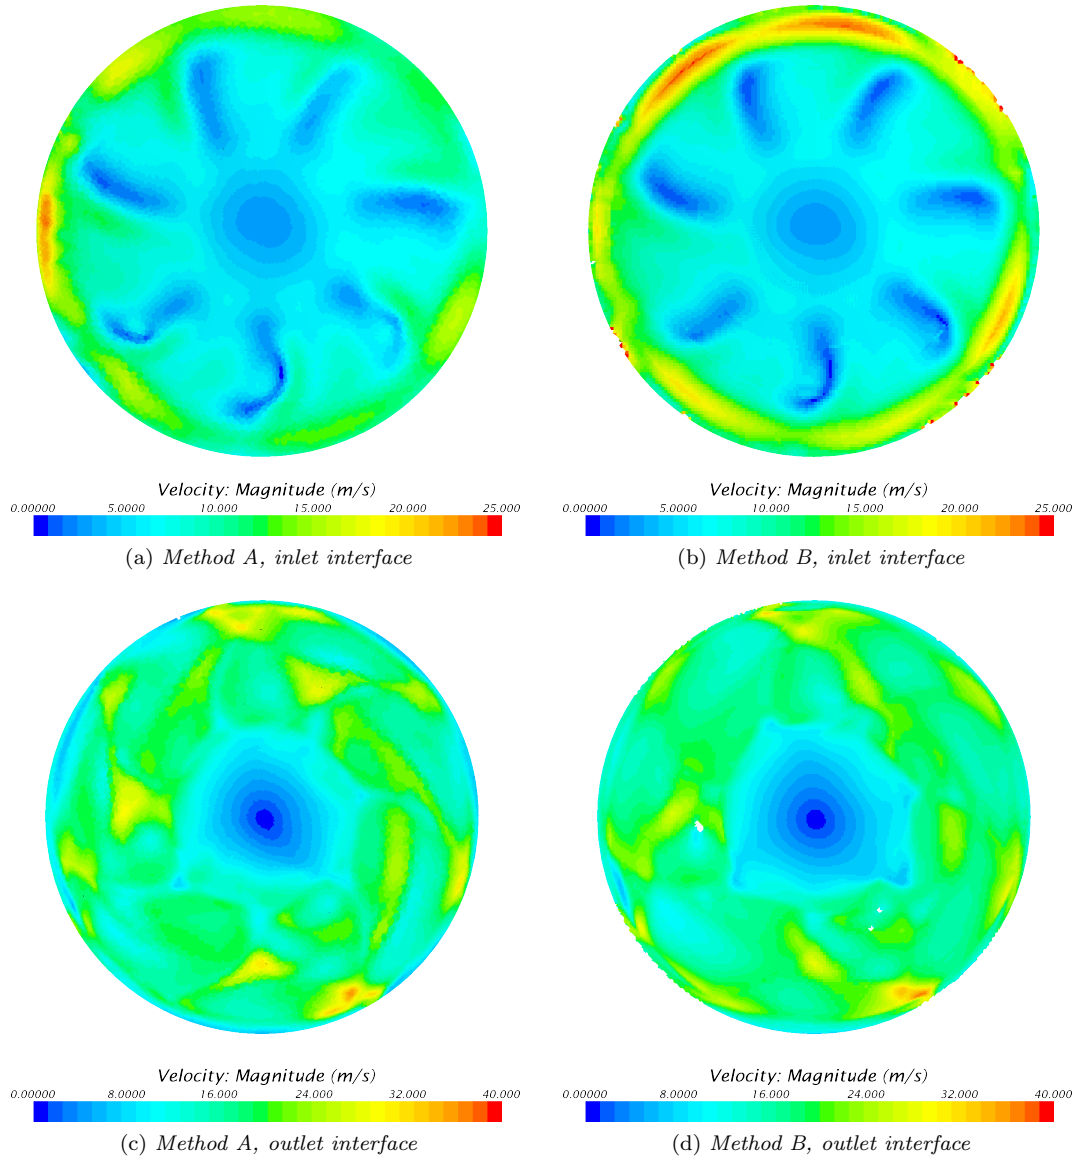 Velocity: Magnitude (m/s)
0.00000 5.0000 10.000 15.000 20.000 25.000
(a) Method A, inlet interface
Velocity: Magnitude (m/s)
0.00000 5.0000 10.000 15.000 20.000 25.000
(b) Method B, inlet interface
Velocity: Magnitude (m/s)
0.00000 8.0000 16.000 24.000 32.000 40.000
(c) Method A, outlet interface
Velocity: Magnitude (m/s)
0.00000 8.0000 16.000 24.000 32.000 40.000
(d) Method B, outlet interface